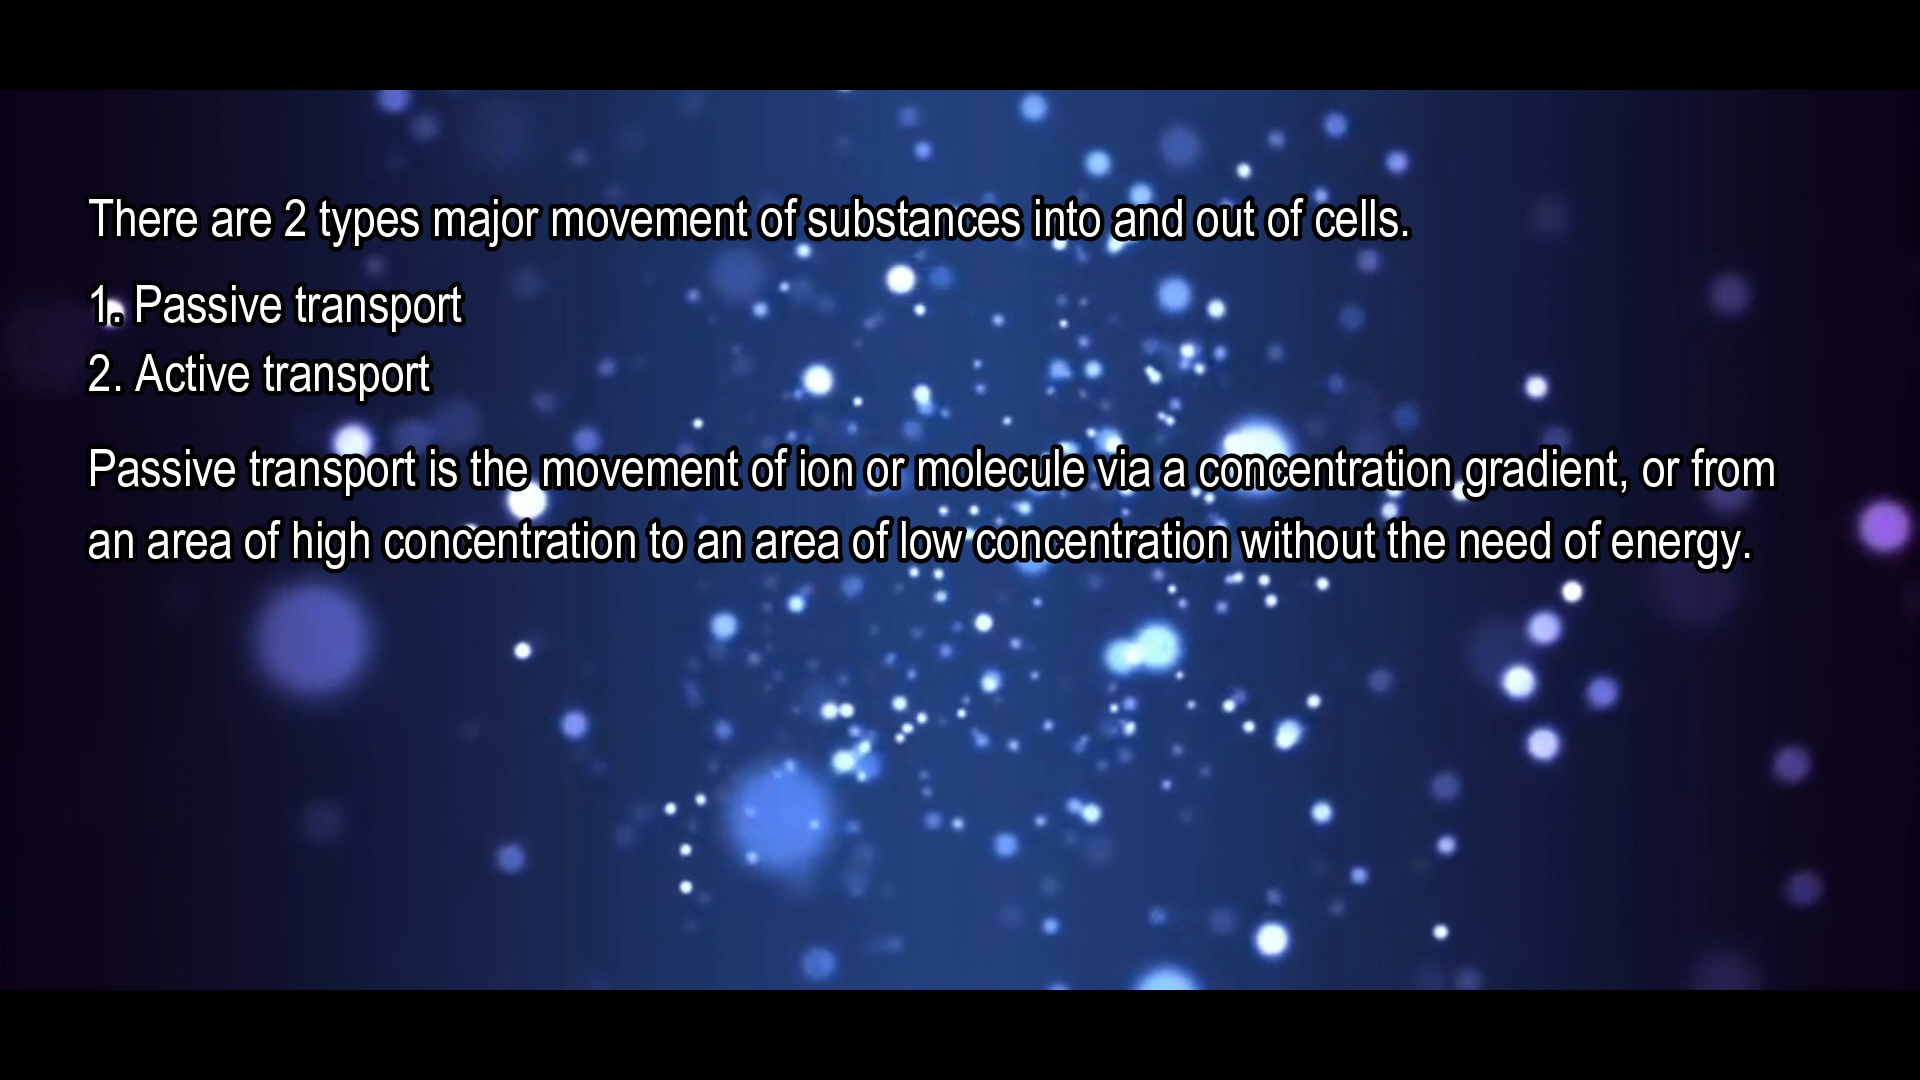 There are 2 types major movement of substances into and out of cells.
1. Passive transport
2. Active transport
Passive transport is the movement of ion or molecule via a concentration gradient, or from
an area of high concentration to an area of low concentration without the need of energy.